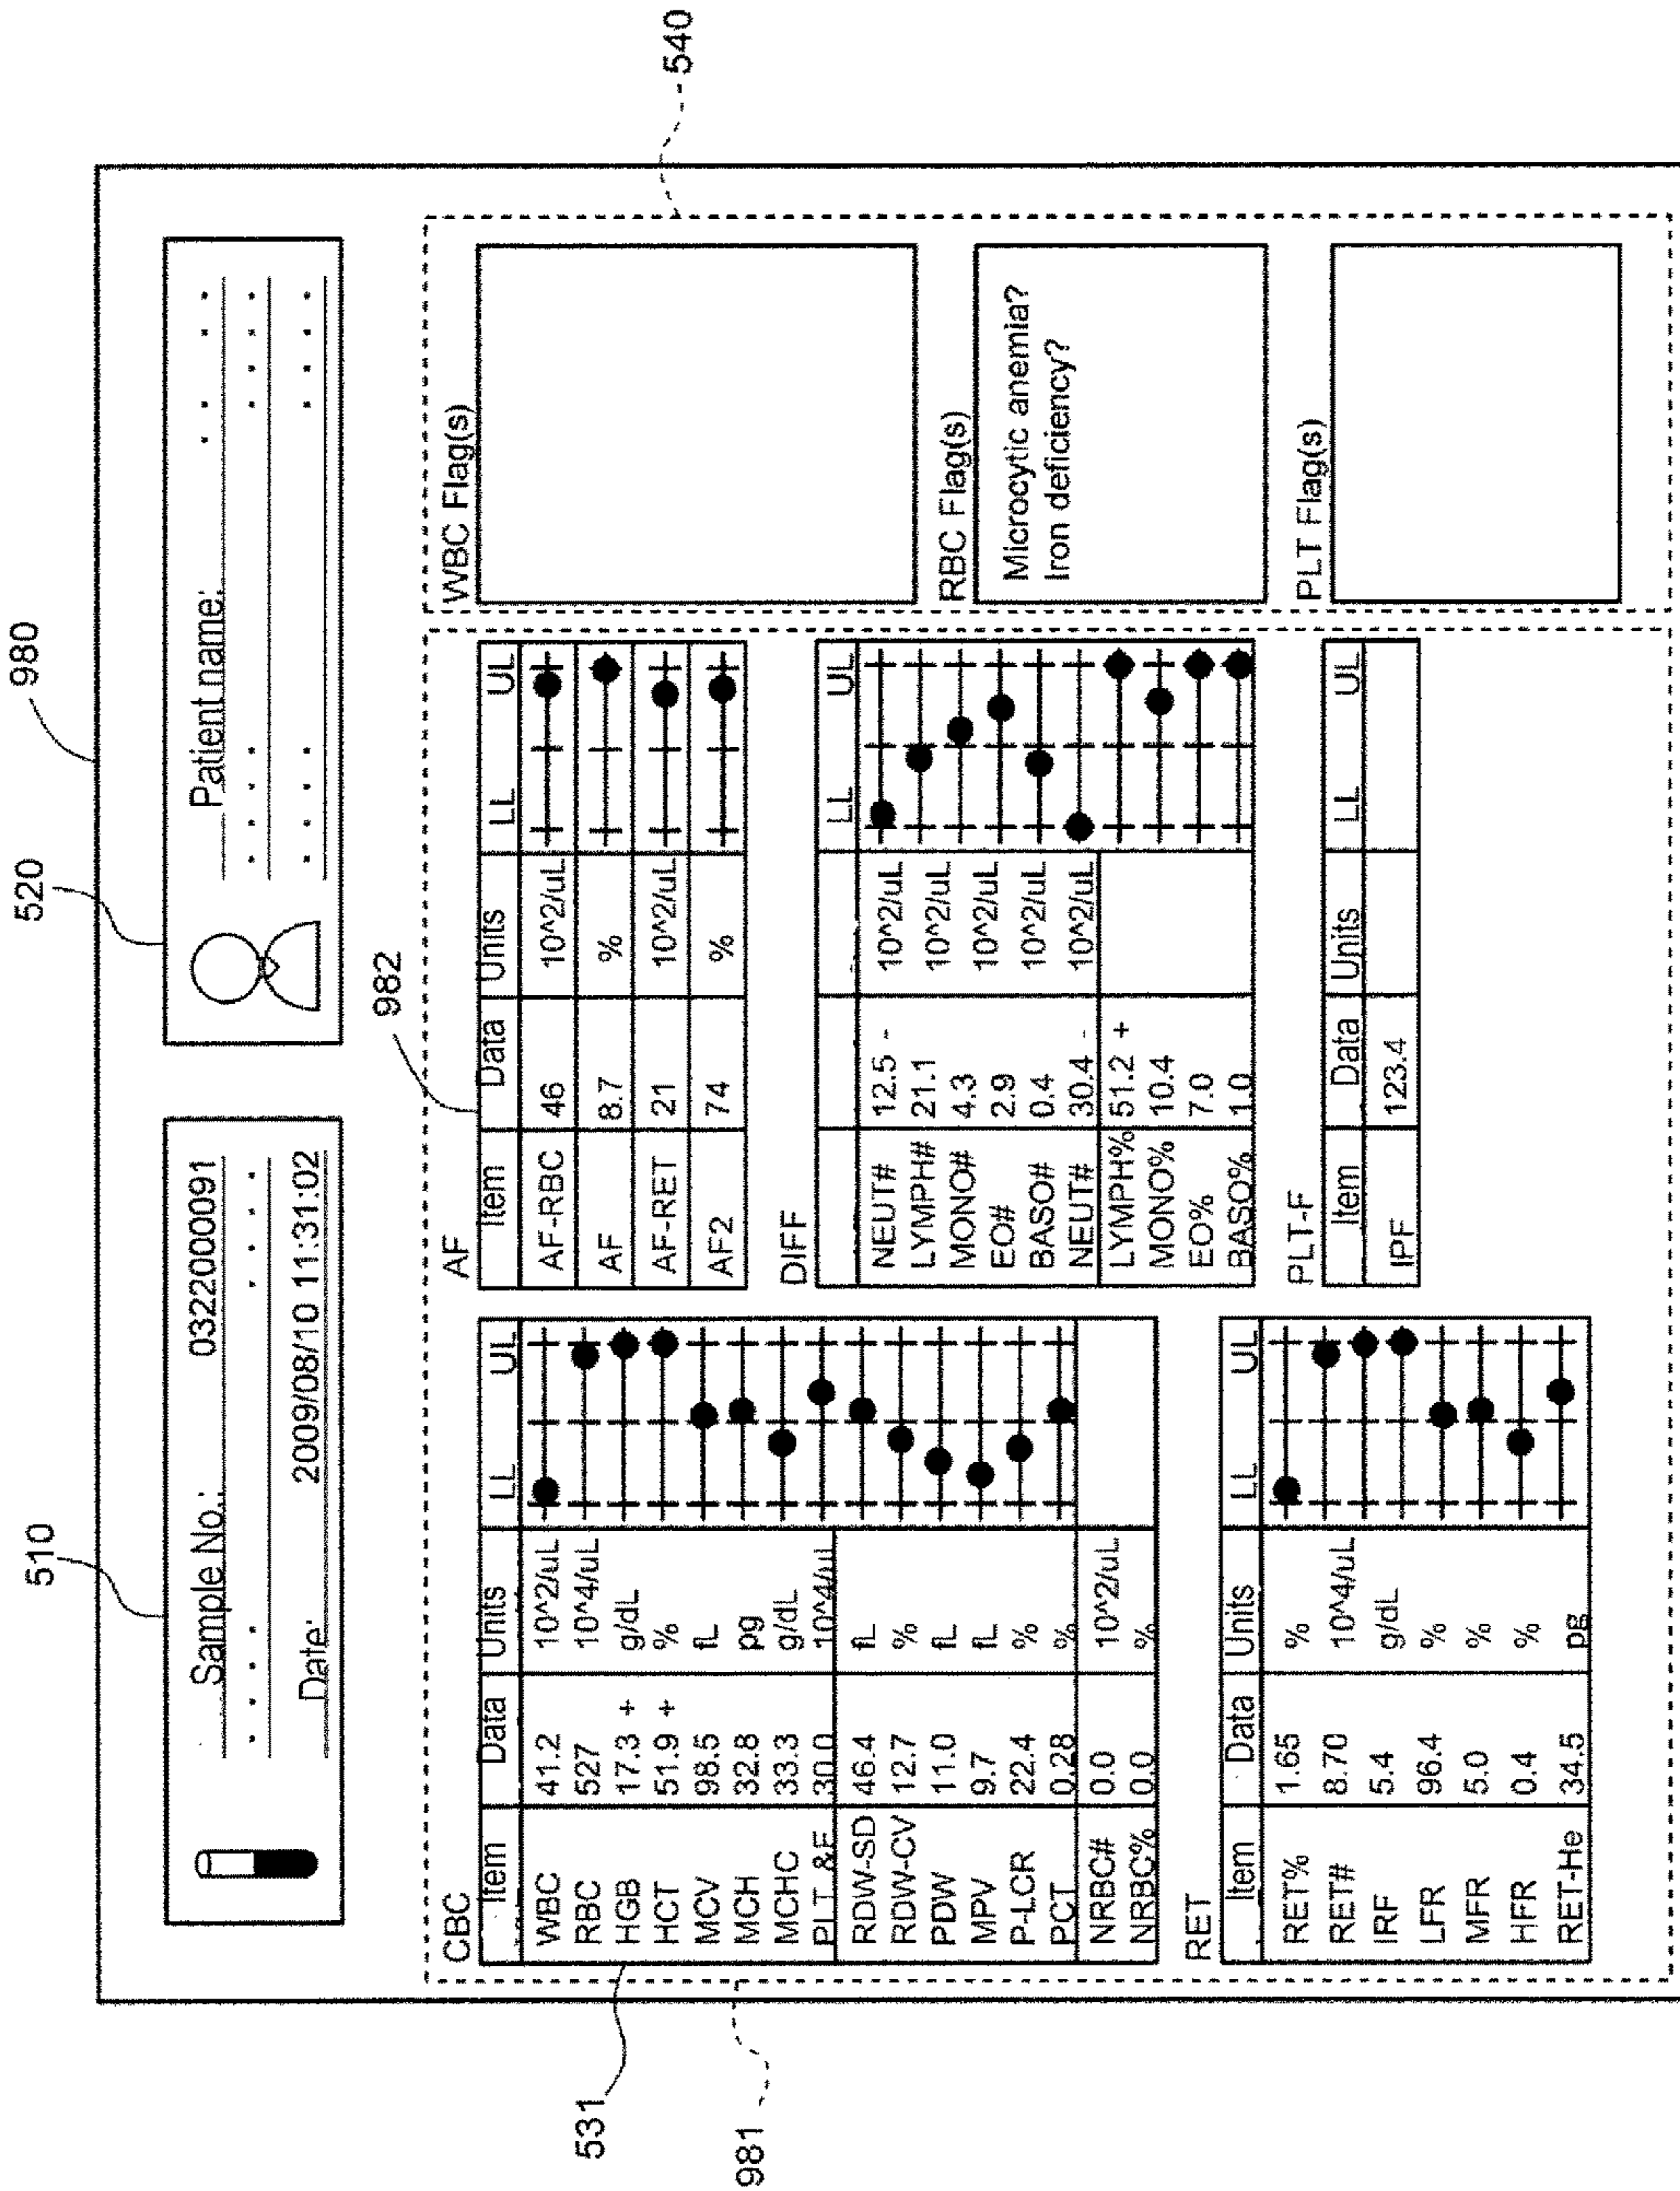 510
520
980
Sample No.: 0322000091
Date: 2009/08/10 11:31:02
Patient name:
981
531
982
540
CBC
Item Data Units LL UL
WBC 41.2 10^2/uL
RBC 527 10^4/uL
HGB 17.3 + g/dL
HCT 51.9 + %
MCV 98.5 fL
MCH 32.8 pg
MCHC 33.3 g/dL
PLT &F 30.0 10^4/uL
RDW-SD 46.4 fL
RDW-CV 12.7 %
PDW 11.0 fL
MPV 9.7 fL
P-LCR 22.4 %
PCT 0.28 %
NRBC# 0.0 10^2/uL
NRBC% 0.0 %
RET
Item Data Units LL UL
RET% 1.65 %
RET# 8.70 10^4/uL
IRF 5.4 g/dL
LFR 96.4 %
MFR 5.0 %
HFR 0.4 %
RET-He 34.5 pg
AF
Item Data Units LL UL
AF-RBC 46 10^2/uL
AF 8.7 %
AF-RET 21 10^2/uL
AF2 74 %
DIFF
LL UL
NEUT# 12.5 - 10^2/uL
LYMPH# 21.1 10^2/uL
MONO# 4.3 10^2/uL
EO# 2.9 10^2/uL
BASO# 0.4 10^2/uL
NEUT# 30.4 - 10^2/uL
LYMPH% 51.2 +
MONO% 10.4
EO% 7.0
BASO% 1.0
PLT-F
Item Data Units LL UL
IPF 123.4
WBC Flag(s)
RBC Flag(s)
Microcytic anemia?
Iron deficiency?
PLT Flag(s)